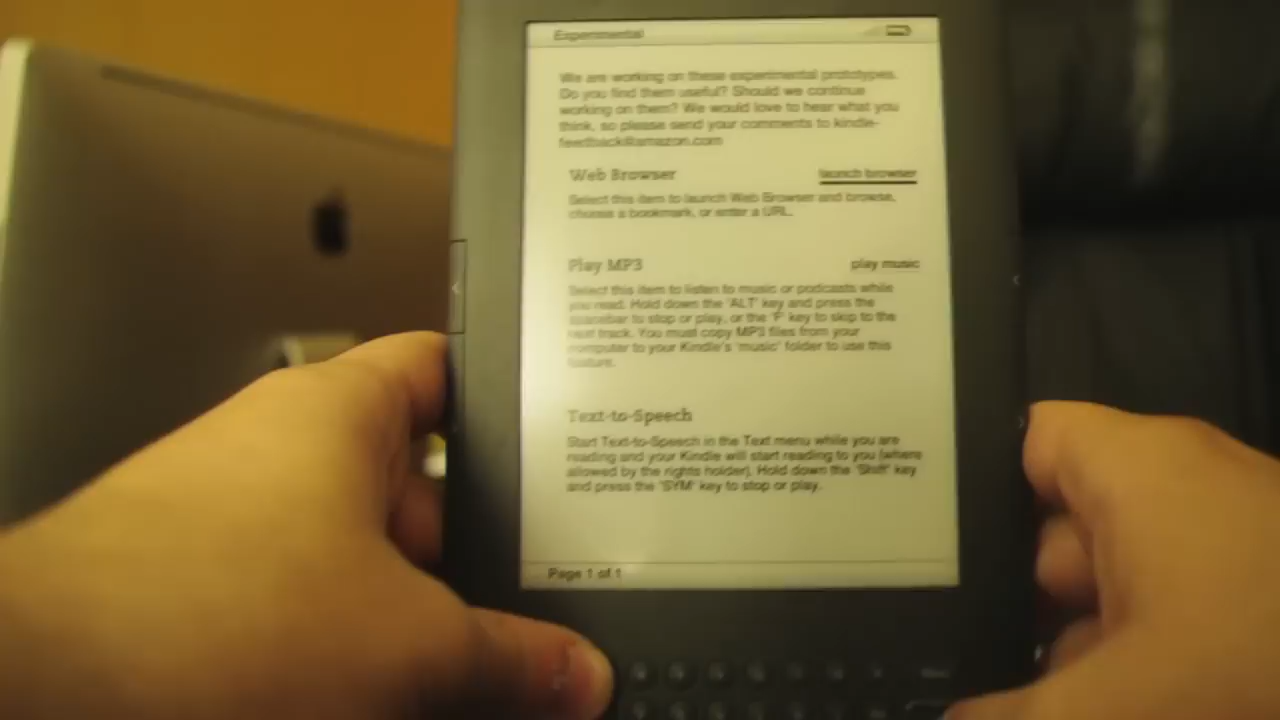 Experimental
We are working on these experimental prototypes.
Do you find them useful? Should we continue
working on them? We would love to hear what you
think, so please send your comments to kindle-
feedback@amazon.com
Web Browser launch browser
Select this item to launch Web Browser and browse,
choose a bookmark, or enter a URL.
Play MP3 play music
Select this item to listen to music or podcasts while
you read. Hold down the 'ALT' key and press the
spacebar to stop or play, or the 'F' key to skip to the
next track. You must copy MP3 files from your
computer to your Kindle's 'music' folder to use this
feature.
Text-to-Speech
Start Text-to-Speech in the Text menu while you are
reading and your Kindle will start reading to you (where
allowed by the rights holder). Hold down the 'Shift' key
and press the 'SYM' key to stop or play.
Page 1 of 1